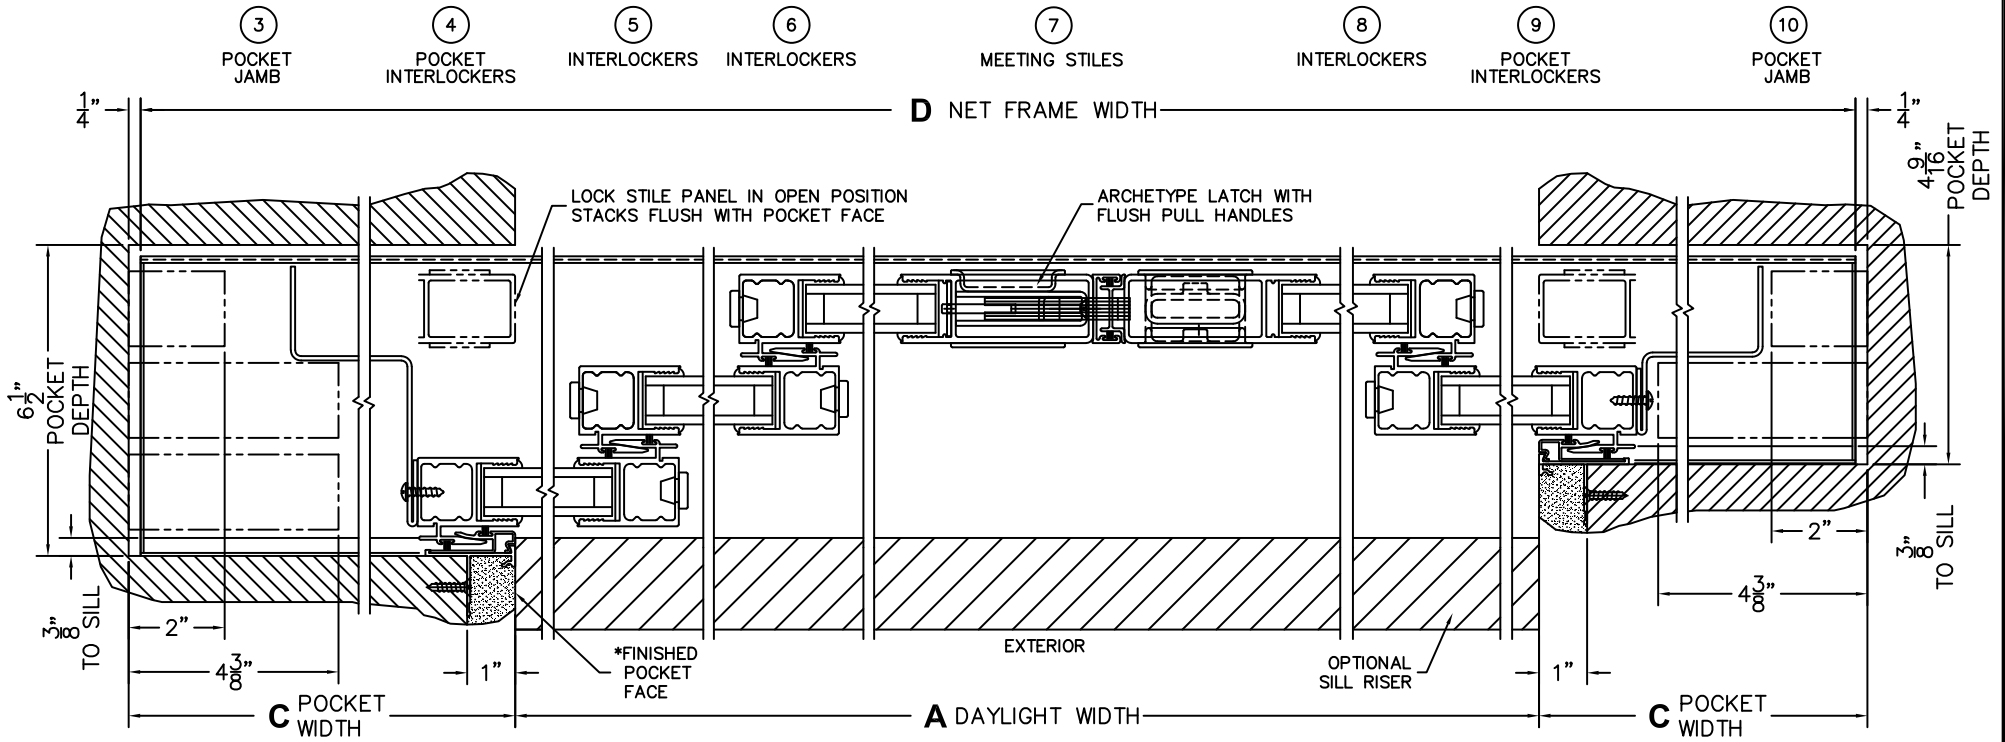 3
POCKET
JAMB
4
POCKET
INTERLOCKERS
5
INTERLOCKERS
6
INTERLOCKERS
7
MEETING STILES
8
INTERLOCKERS
9
POCKET
INTERLOCKERS
10
POCKET
JAMB
1/4"
D NET FRAME WIDTH
1/4"
4 9/16"
POCKET
DEPTH
LOCK STILE PANEL IN OPEN POSITION
STACKS FLUSH WITH POCKET FACE
ARCHETYPE LATCH WITH
FLUSH PULL HANDLES
6 1/2"
POCKET
DEPTH
3/8"
TO SILL
2"
4 3/8"
1"
*FINISHED
POCKET
FACE
EXTERIOR
OPTIONAL
SILL RISER
1"
2"
4 3/8"
3/8"
TO SILL
C POCKET
WIDTH
A DAYLIGHT WIDTH
C POCKET
WIDTH